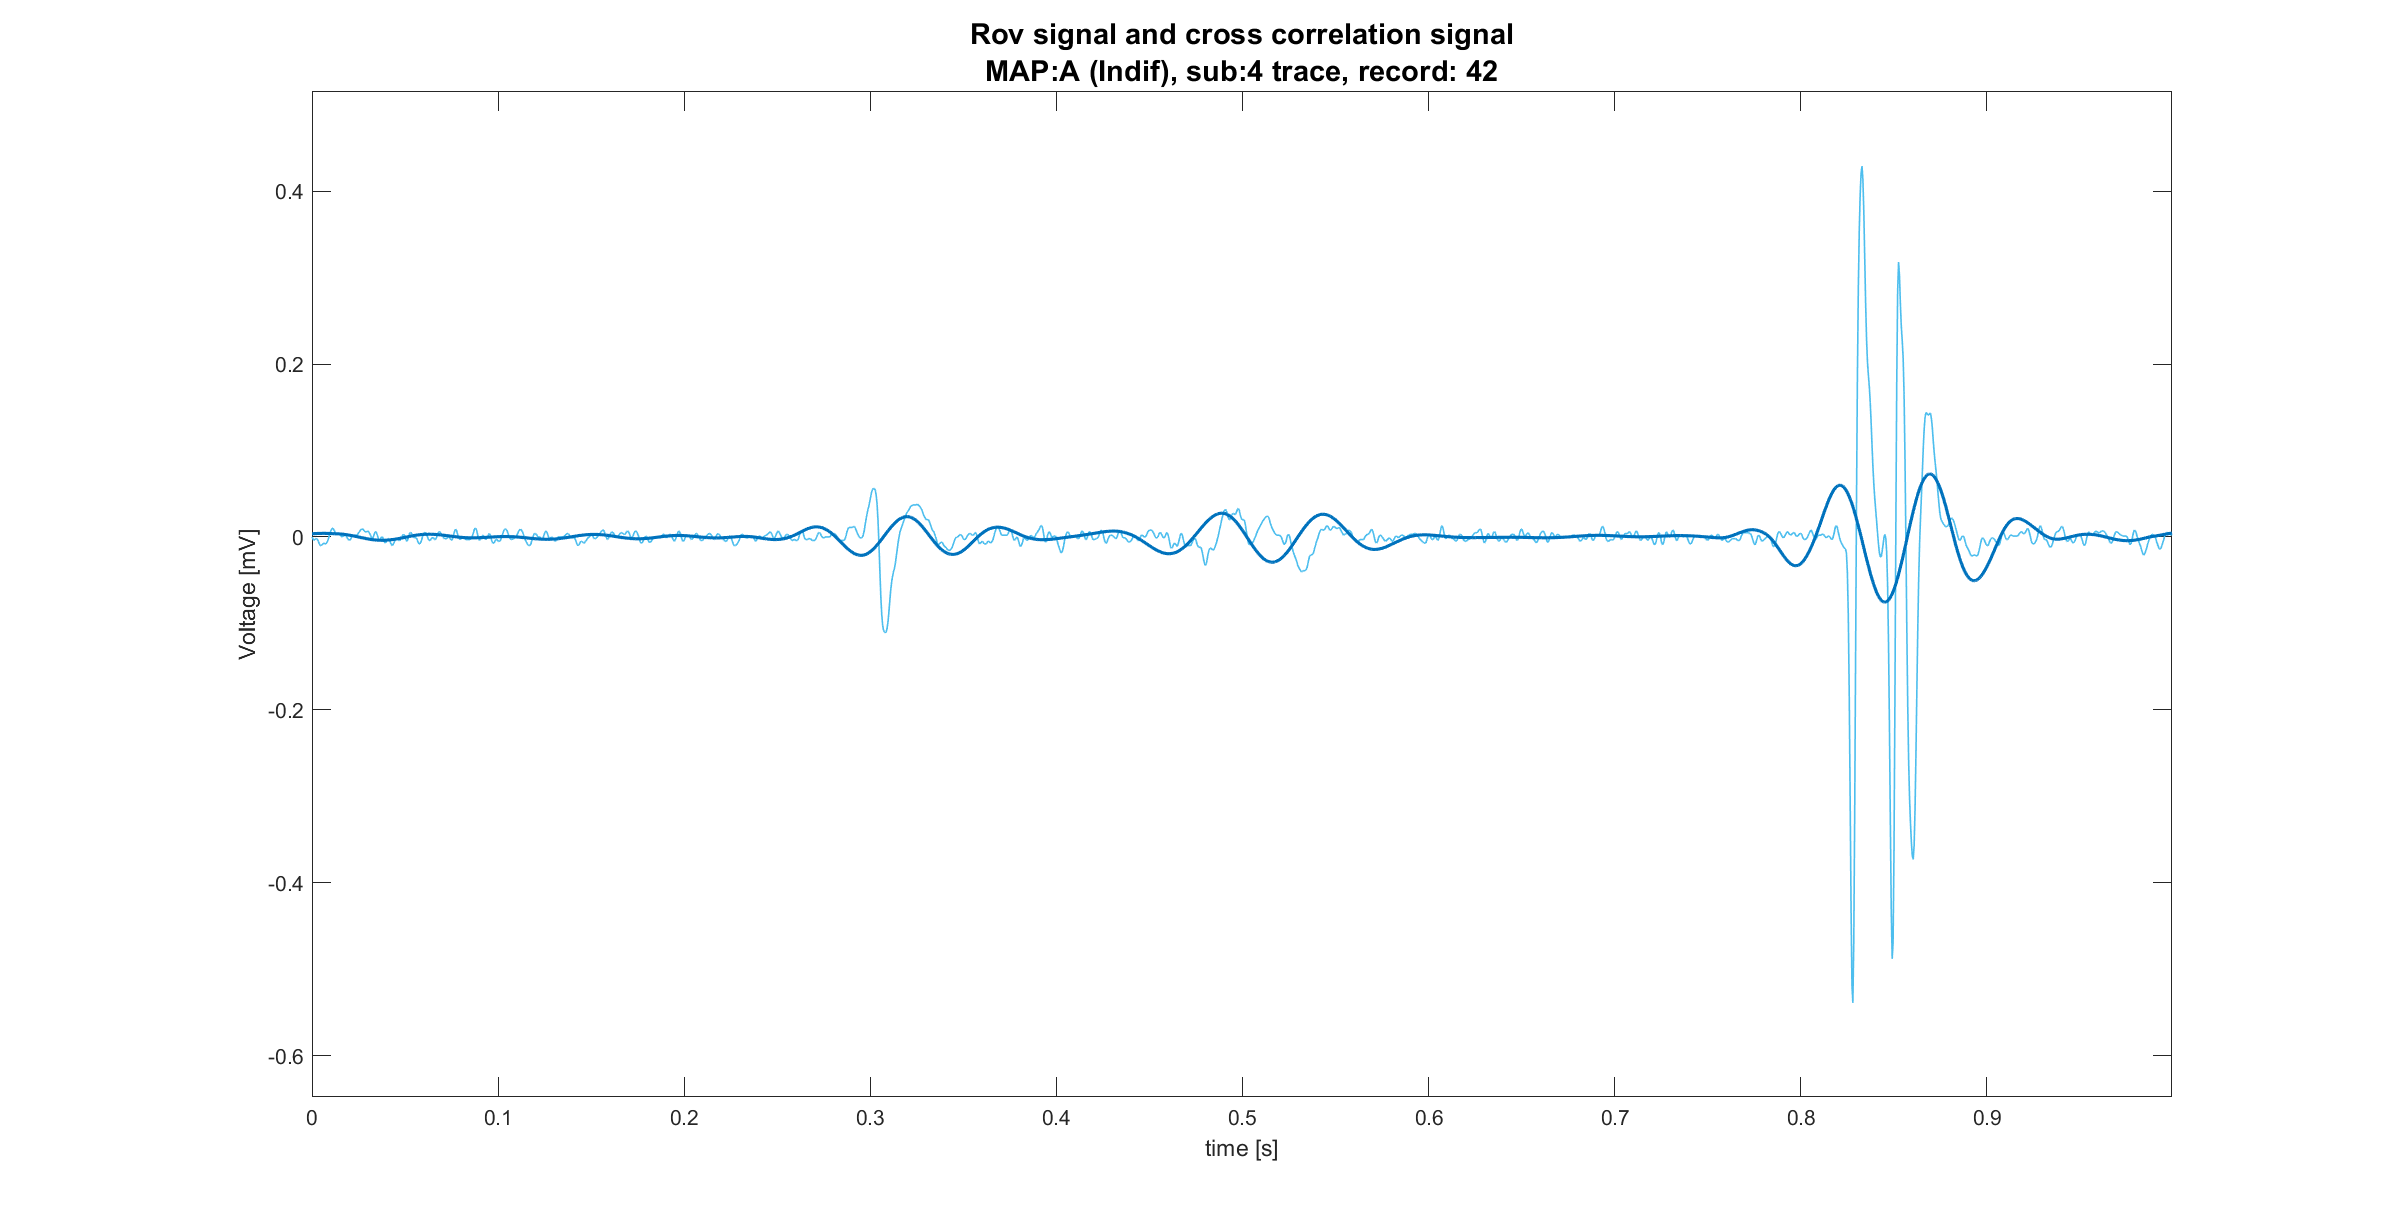 Rov signal and cross correlation signal
MAP:A (Indif), sub:4 trace, record: 42
0.4
0.2
0
-0.2
-0.4
-0.6
Voltage [mV]
0 0.1 0.2 0.3 0.4 0.5 0.6 0.7 0.8 0.9
time [s]